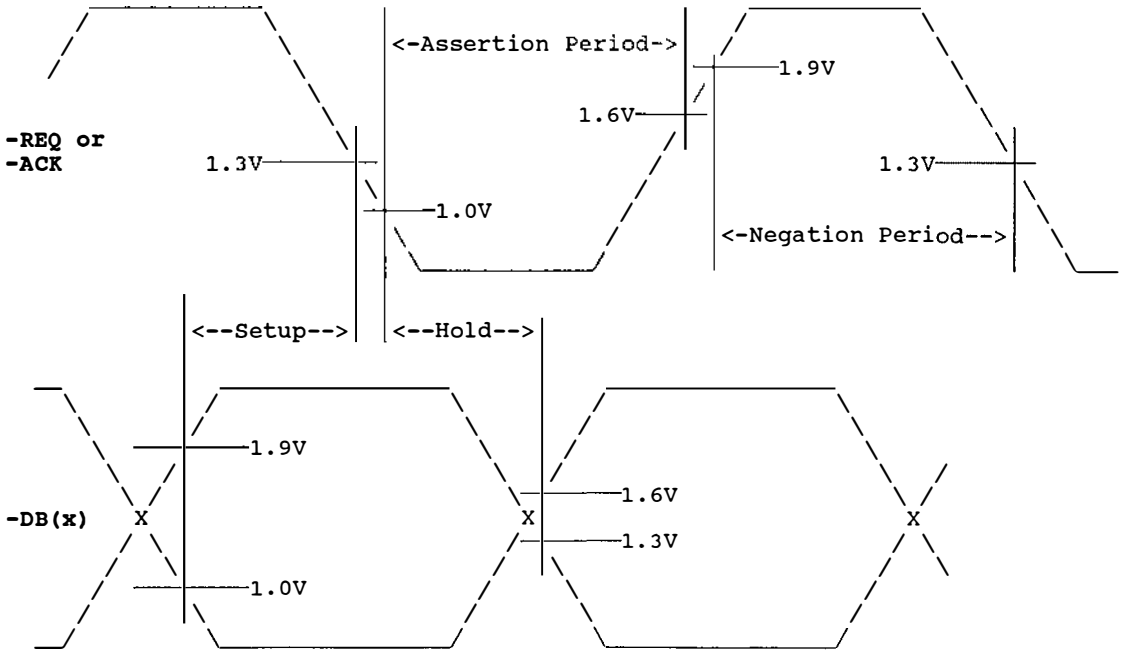 <-Assertion Period->
1.9V
1.6V
-REQ or
-ACK
1.3V
1.3V
1.0V
<-Negation Period-->
<--Setup-->
<--Hold-->
1.9V
1.6V
-DB(x)
X
X
X
1.3V
1.0V